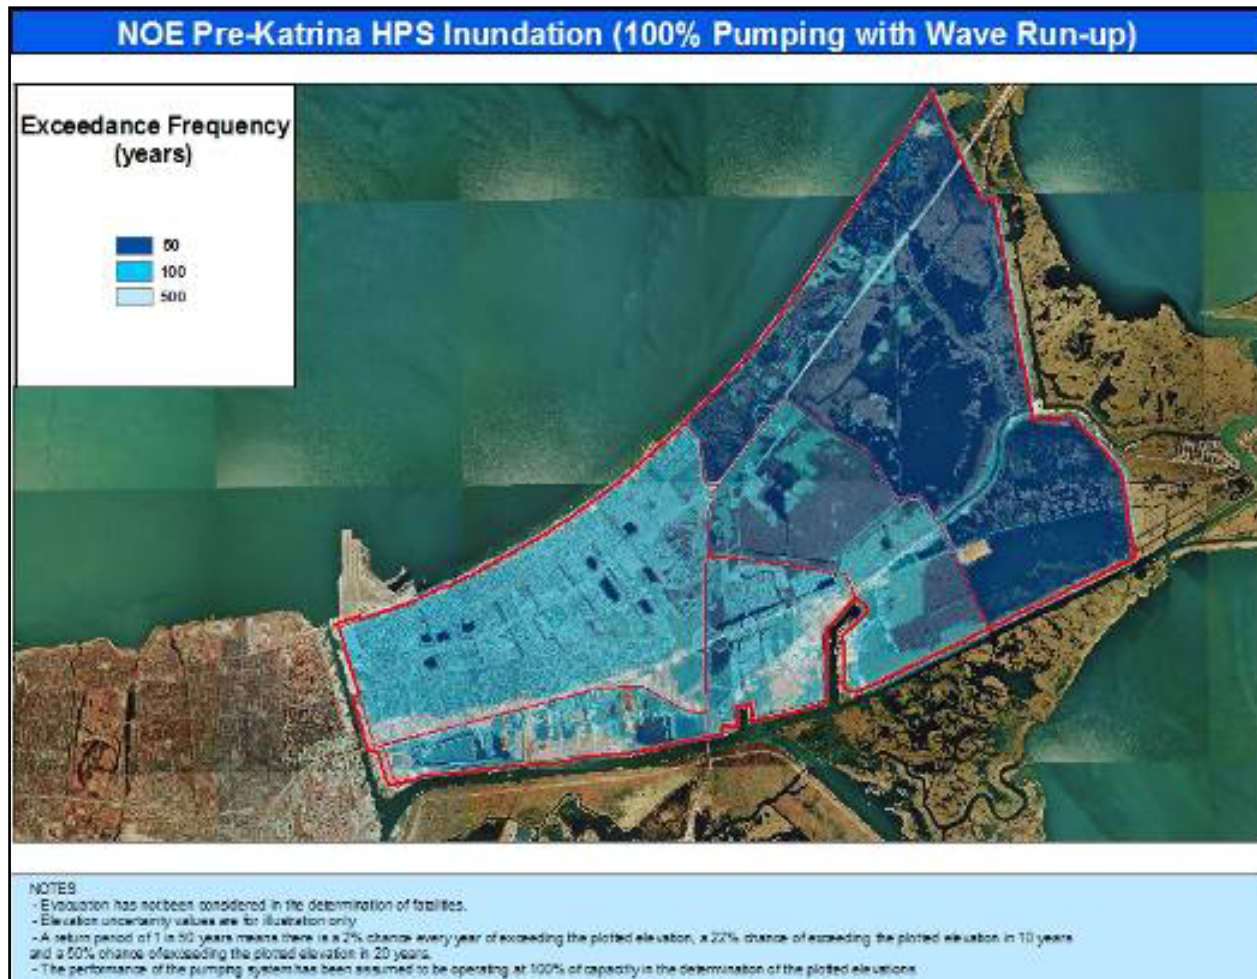 NOE Pre-Katrina HPS Inundation (100% Pumping with Wave Run-up)
Exceedance Frequency
(years)
50
100
500
NOTES
- Evacuation has not been considered in the determination of fatalities.
- Elevation uncertainty values are for illustration only
- A return period of 1 in 50 years means there is a 2% chance every year of exceeding the plotted elevation, a 22% chance of exceeding the plotted elevation in 10 years
and a 50% chance of exceeding the plotted elevation in 20 years.
- The performance of the pumping system has been assumed to be operating at 100% of capacity in the determination of the plotted elevations